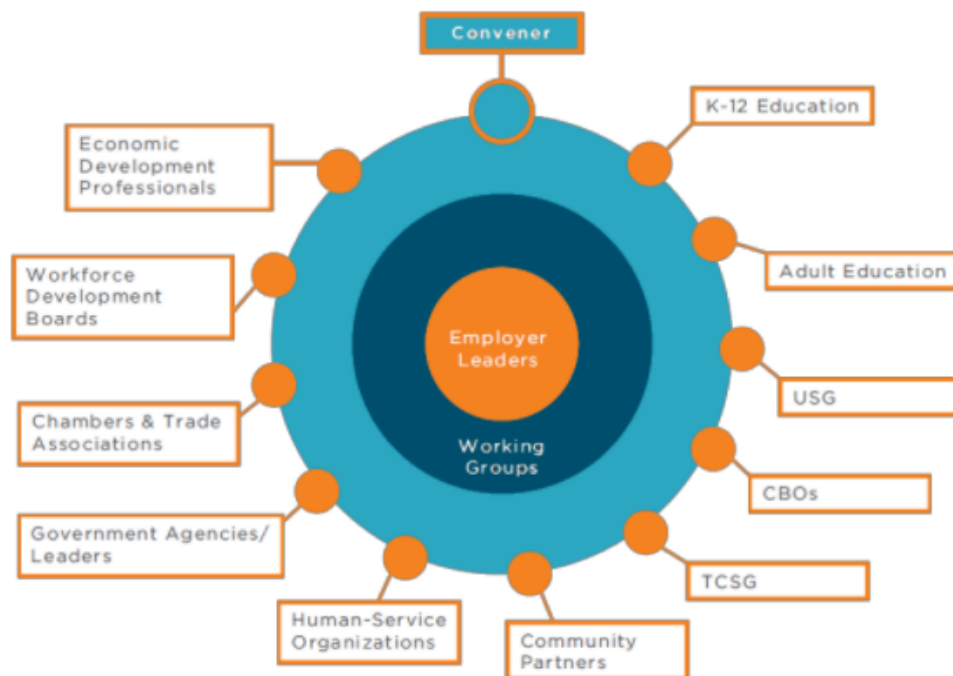 Convener
K-12 Education
Economic
Development
Professionals
Adult Education
Workforce
Development
Boards
Employer
Leaders
USG
Chambers & Trade
Associations
Working
Groups
CBOs
Government Agencies/
Leaders
TCSG
Human-Service
Organizations
Community
Partners